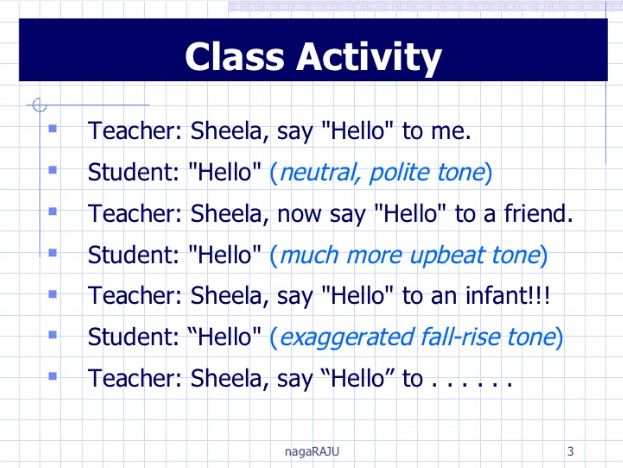 Class Activity
Teacher: Sheela, say "Hello" to me.
Student: "Hello" (neutral, polite tone)
Teacher: Sheela, now say "Hello" to a friend.
Student: "Hello" (much more upbeat tone)
Teacher: Sheela, say "Hello" to an infant!!!
Student: “Hello" (exaggerated fall-rise tone)
Teacher: Sheela, say “Hello” to . . . . . .
nagaRAJU 3